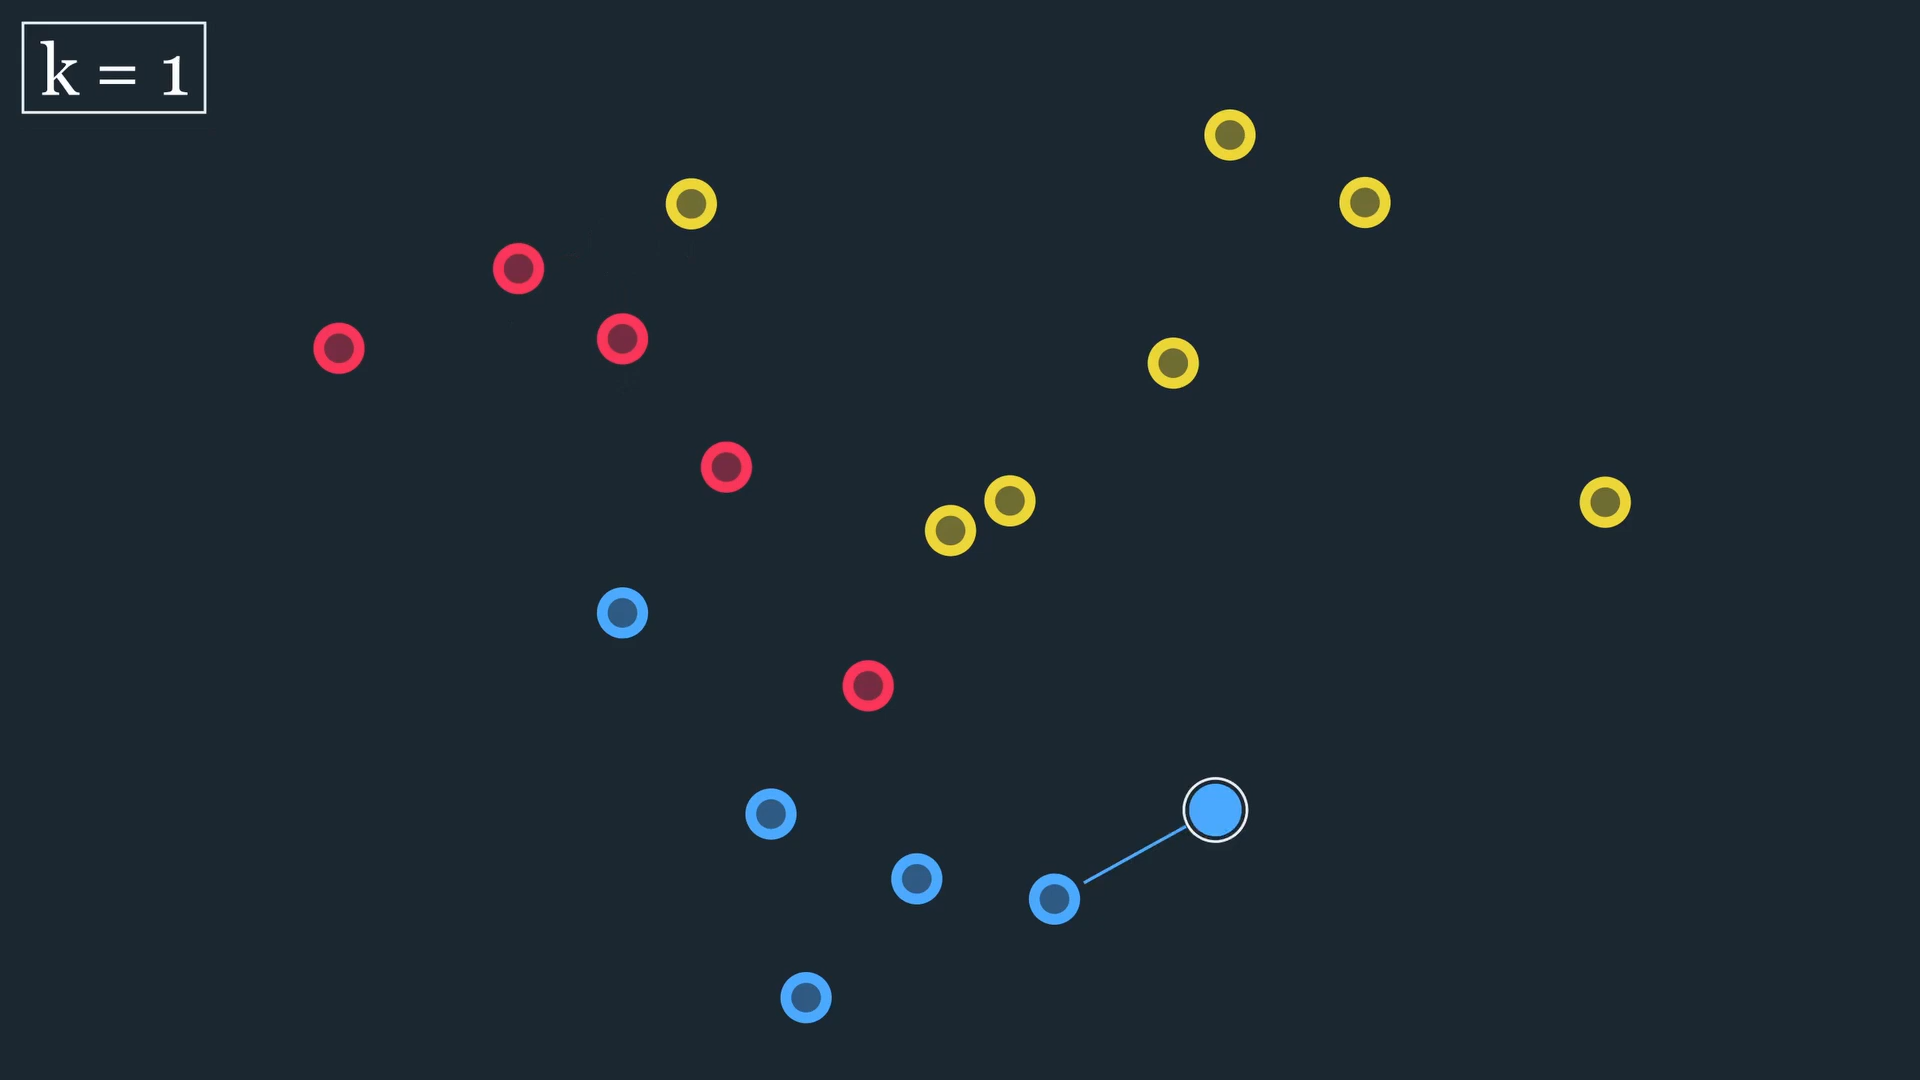 k = 1